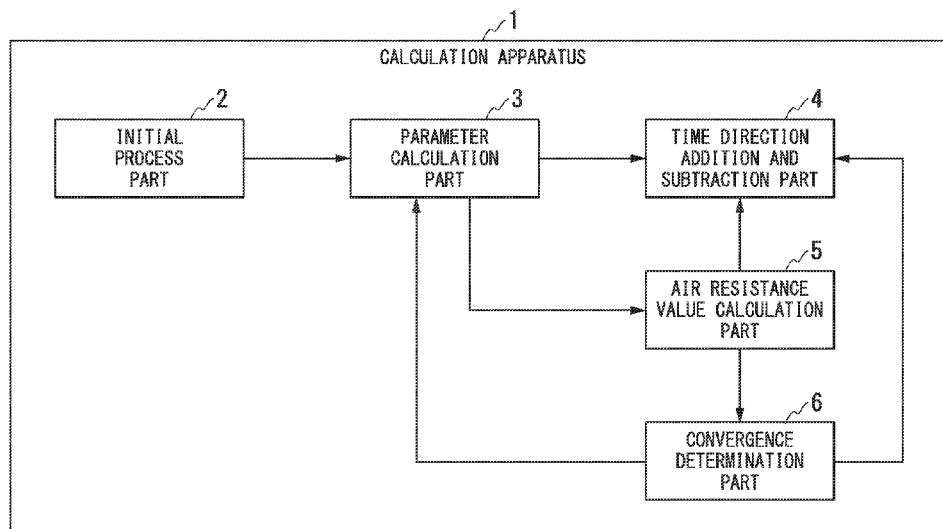 1
CALCULATION APPARATUS
2
INITIAL
PROCESS
PART
3
PARAMETER
CALCULATION
PART
4
TIME DIRECTION
ADDITION AND
SUBTRACTION PART
5
AIR RESISTANCE
VALUE CALCULATION
PART
6
CONVERGENCE
DETERMINATION
PART